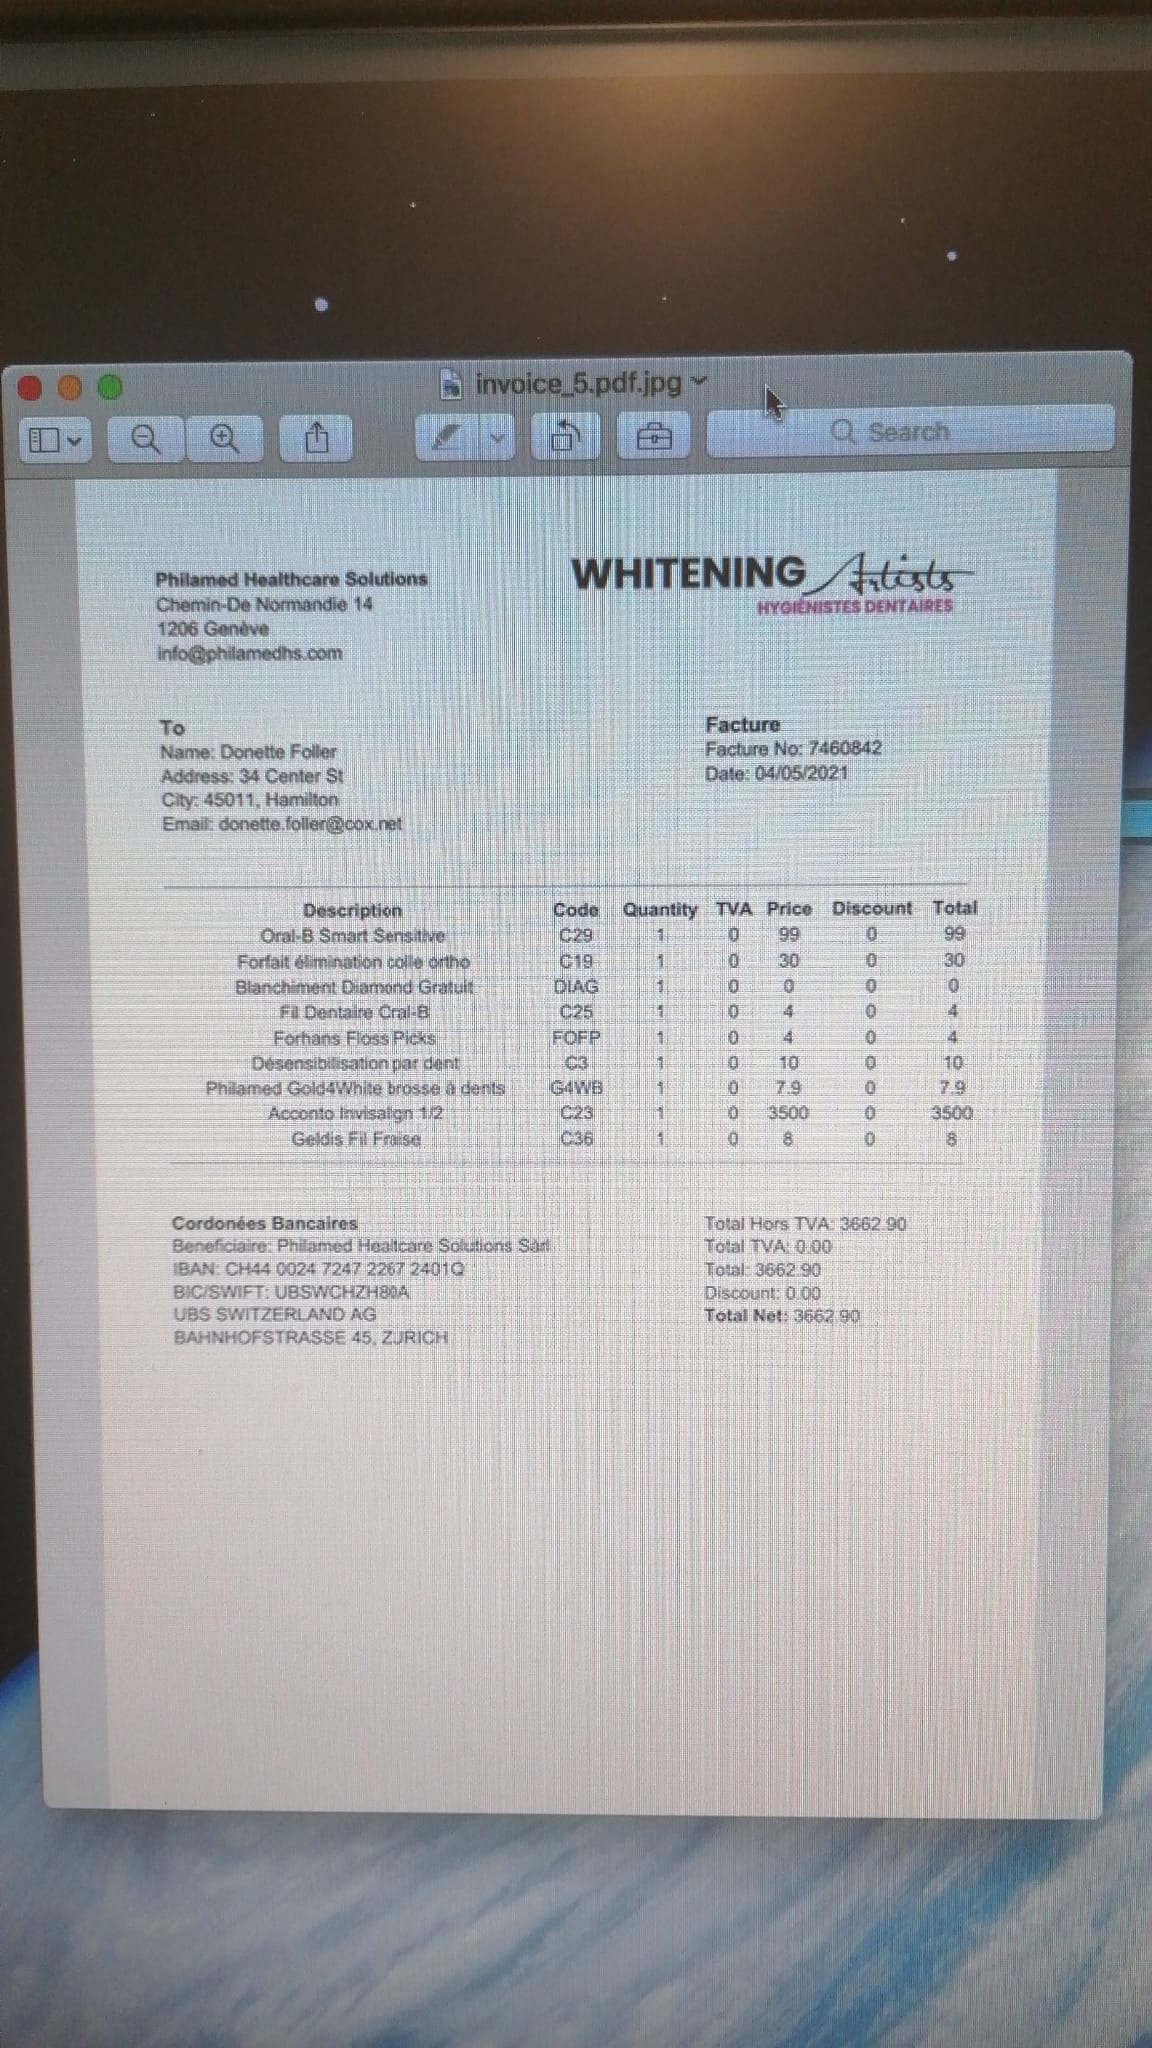 invoice_5.pdf.jpg
Search
WHITENING Artists
HYGIÉNISTES DENTAIRES
Philamed Healthcare Solutions
Chemin-De Normandie 14
1206 Genève
info@philamedhs.com
To
Name: Donette Foller
Address: 34 Center St
City: 45011, Hamilton
Email: donette.foller@cox.net
Facture
Facture No: 7460842
Date: 04/05/2021
Description Code Quantity TVA Price Discount Total
Oral-B Smart Sensitive C29 1 0 99 0 99
Forfait élimination colle ortho C19 1 0 30 0 30
Blanchiment Diamond Gratuit DIAG 1 0 0 0 0
Fil Dentaire Oral-B C25 1 0 4 0 4
Forhans Floss Picks FOFP 1 0 4 0 4
Désensibilisation par dent C3 1 0 10 0 10
Philamed Gold4White brosse à dents G4WB 1 0 7.9 0 7.9
Acconto Invisalgn 1/2 C23 1 0 3500 0 3500
Geldis Fil Fraise C36 1 0 8 0 8
Cordonées Bancaires
Beneficiaire: Philamed Healtcare Solutions Sàrl
IBAN: CH44 0024 7247 2267 2401Q
BIC/SWIFT: UBSWCHZH80A
UBS SWITZERLAND AG
BAHNHOFSTRASSE 45, ZURICH
Total Hors TVA: 3662.90
Total TVA: 0.00
Total: 3662.90
Discount: 0.00
Total Net: 3662.90